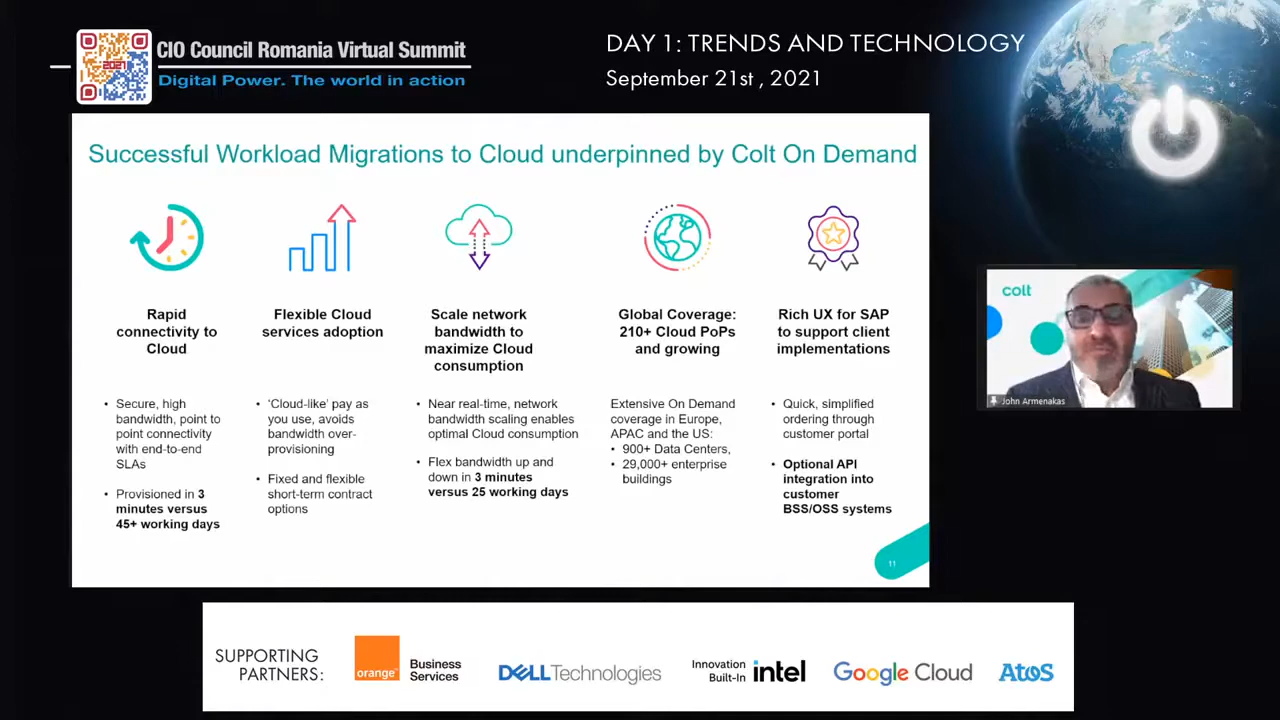 2021
CIO Council Romania Virtual Summit
Digital Power. The world in action
DAY 1: TRENDS AND TECHNOLOGY
September 21st , 2021
Successful Workload Migrations to Cloud underpinned by Colt On Demand
Rapid
connectivity to
Cloud
• Secure, high
bandwidth, point to
point connectivity
with end-to-end
SLAs
• Provisioned in 3
minutes versus
45+ working days
Flexible Cloud
services adoption
• 'Cloud-like' pay as
you use, avoids
bandwidth over-
provisioning
• Fixed and flexible
short-term contract
options
Scale network
bandwidth to
maximize Cloud
consumption
• Near real-time, network
bandwidth scaling enables
optimal Cloud consumption
• Flex bandwidth up and
down in 3 minutes
versus 25 working days
Global Coverage:
210+ Cloud PoPs
and growing
Extensive On Demand
coverage in Europe,
APAC and the US:
• 900+ Data Centers,
• 29,000+ enterprise
buildings
Rich UX for SAP
to support client
implementations
• Quick, simplified
ordering through
customer portal
• Optional API
integration into
customer
BSS/OSS systems
11
colt
John Armenakas
SUPPORTING
PARTNERS:
orange™
Business
Services
DELL Technologies
Innovation
Built-In
intel
Google Cloud
Atos